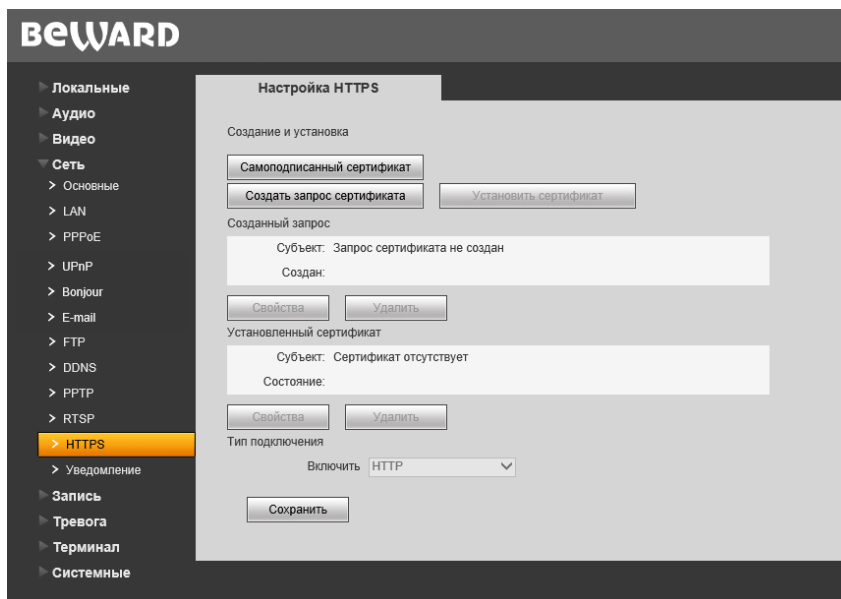 BEWARD
Локальные
Аудио
Видео
Сеть
Основные
LAN
PPPoE
UPnP
Bonjour
E-mail
FTP
DDNS
PPTP
RTSP
HTTPS
Уведомление
Запись
Тревога
Терминал
Системные
Настройка HTTPS
Создание и установка
Самоподписанный сертификат
Создать запрос сертификата Установить сертификат
Созданный запрос
Субъект: Запрос сертификата не создан
Создан:
Свойства Удалить
Установленный сертификат
Субъект: Сертификат отсутствует
Состояние:
Свойства Удалить
Тип подключения
Включить HTTP
Сохранить